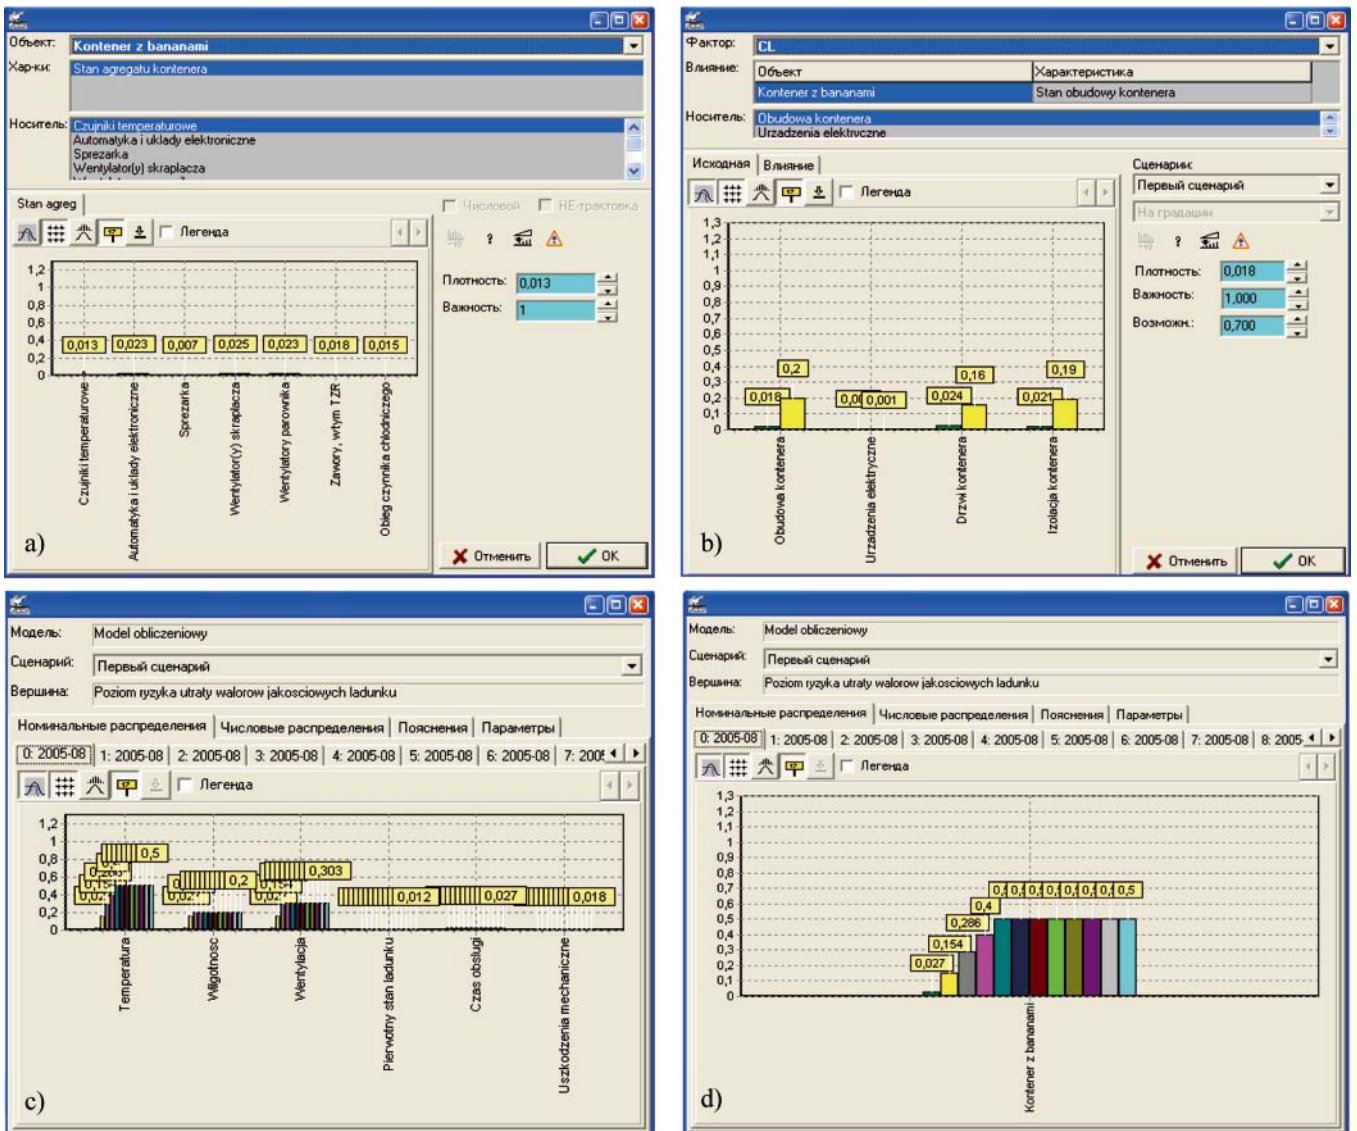 Объект: Kontener z bananami
Хар-ки: Stan agregatu kontenera
Носитель: Czujniki temperaturowe
Automatyka i uklady elektroniczne
Sprezarka
Wentylator(y) skraplacza
Stan agreg
Легенда
Числовой НЕ-трактовка
Плотность: 0,013
Важность: 1
1,2
1
0,8
0,6
0,4
0,2
0
0,013 0,023 0,007 0,025 0,023 0,018 0,015
Czujniki temperaturowe
Automatyka i uklady elektroniczne
Sprezarka
Wentylator(y) skraplacza
Wentylatory parownika
Zawory, wtym TZR
Obieg czynnika chlodniczego
a)
Отменить OK
Фактор: CL
Влияние: Объект Характеристика
Kontener z bananami Stan obudowy kontenera
Носитель: Obudowa kontenera
Urzadzenia elektryczne
Исходная Влияние
Легенда
Сценарии:
Первый сценарий
На градации
Плотность: 0,018
Важность: 1,000
Возможн.: 0,700
1,3
1,2
1,1
1
0,9
0,8
0,7
0,6
0,5
0,4
0,3
0,2
0,1
0
0,018 0,2 0,001 0,024 0,16 0,021 0,19
Obudowa kontenera
Urzadzenia elektryczne
Drzwi kontenera
Izolacja kontenera
b)
Отменить OK
Модель: Model obliczeniowy
Сценарий: Первый сценарий
Вершина: Poziom ryzyka utraty walorow jakosciowych ladunku
Номинальные распределения Числовые распределения Пояснения Параметры
0: 2005-08 1: 2005-08 2: 2005-08 3: 2005-08 4: 2005-08 5: 2005-08 6: 2005-08 7: 2005
Легенда
1,2
1
0,8
0,6
0,4
0,2
0
0,5 0,2 0,303 0,012 0,027 0,018
Temperatura
Wilgotnosc
Wentylacja
Pierwotny stan ladunku
Czas obslugi
Uszkodzenia mechaniczne
c)
Модель: Model obliczeniowy
Сценарий: Первый сценарий
Вершина: Poziom ryzyka utraty walorow jakosciowych ladunku
Номинальные распределения Числовые распределения Пояснения Параметры
0: 2005-08 1: 2005-08 2: 2005-08 3: 2005-08 4: 2005-08 5: 2005-08 6: 2005-08 7: 2005-08 8: 2005-
Легенда
1,3
1,2
1,1
1
0,9
0,8
0,7
0,6
0,5
0,4
0,3
0,2
0,1
0
0,027 0,154 0,286 0,4 0,5
Kontener z bananami
d)